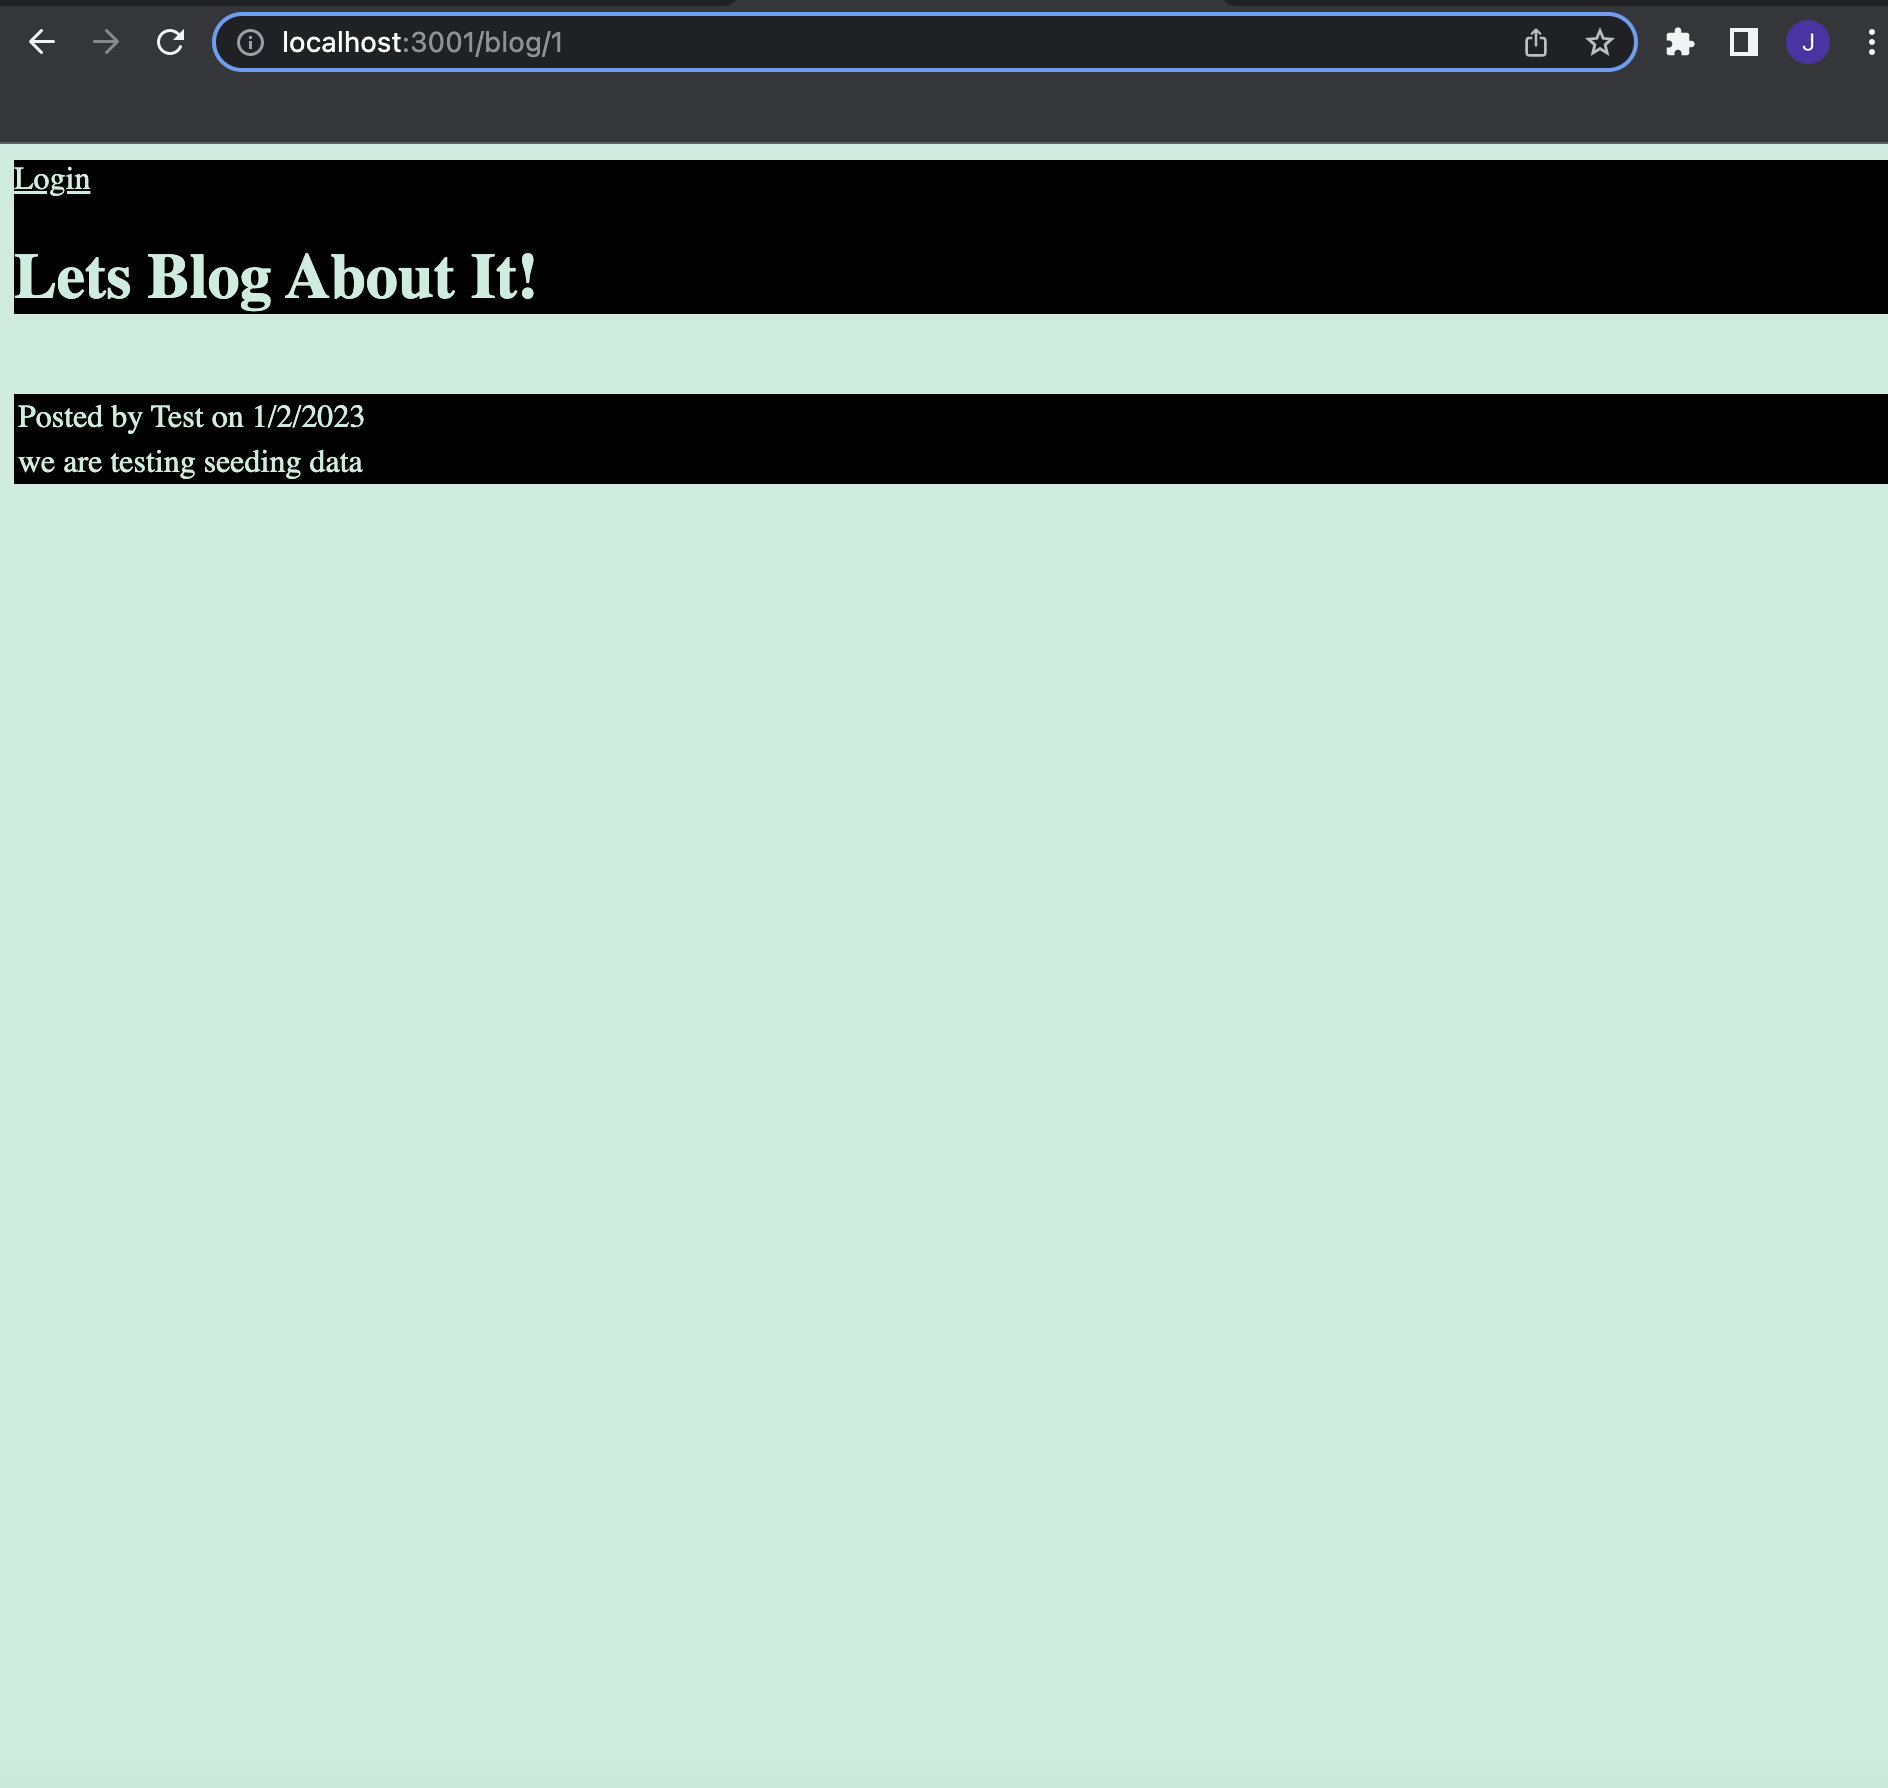 localhost:3001/blog/1
J
Login
Lets Blog About It!
Posted by Test on 1/2/2023
we are testing seeding data